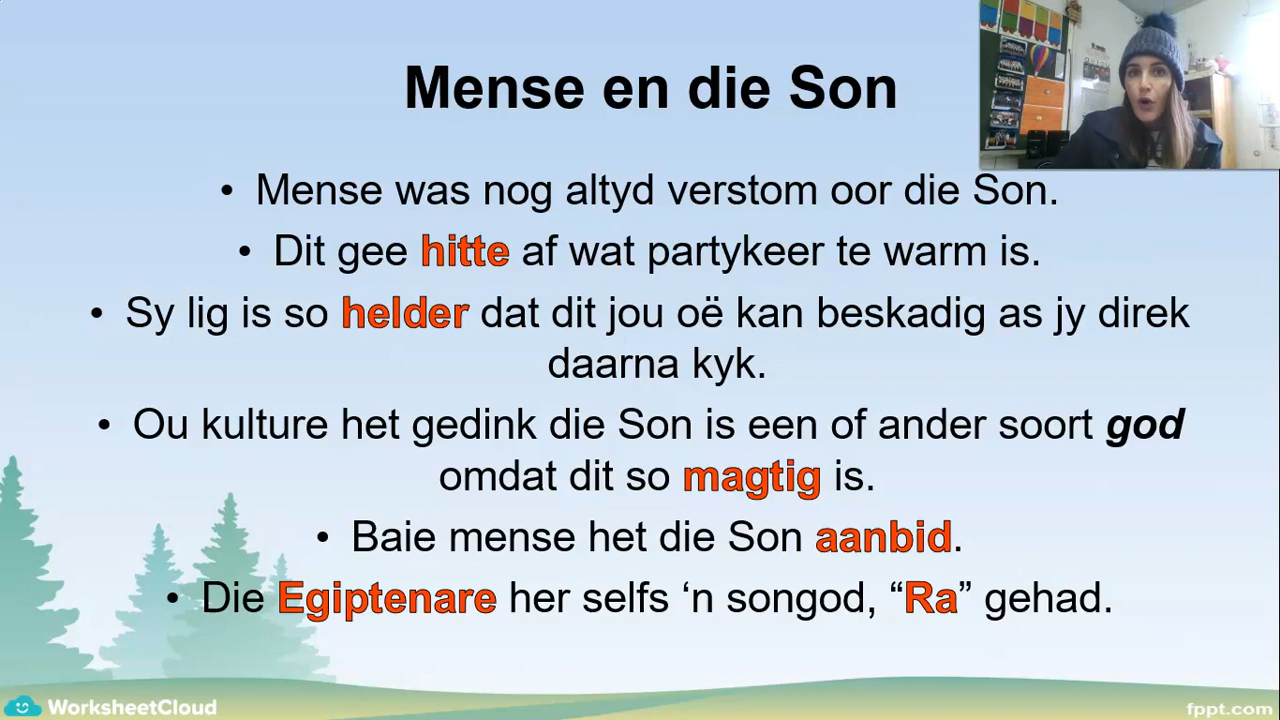 Mense en die Son
• Mense was nog altyd verstom oor die Son.
• Dit gee hitte af wat partykeer te warm is.
• Sy lig is so helder dat dit jou oë kan beskadig as jy direk
daarna kyk.
• Ou kulture het gedink die Son is een of ander soort god
omdat dit so magtig is.
• Baie mense het die Son aanbid.
• Die Egiptenare her selfs ‘n songod, “Ra” gehad.
WorksheetCloud
fppt.com